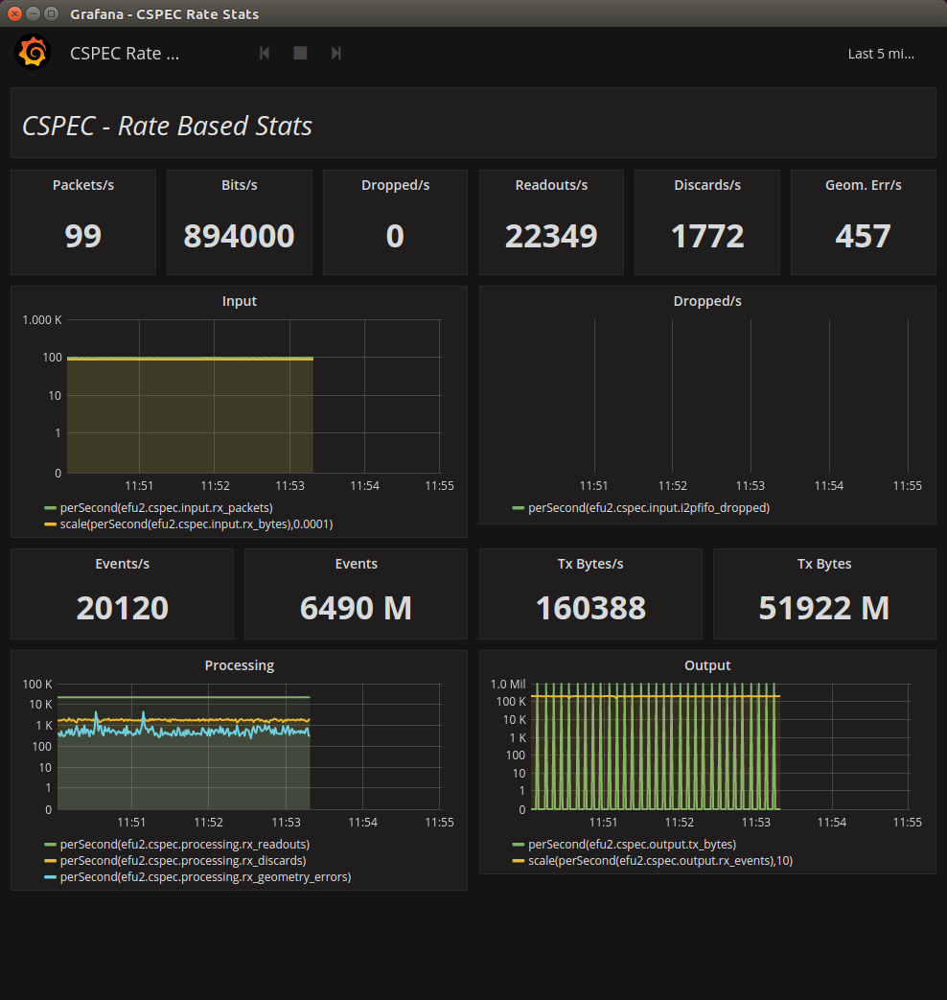 Grafana - CSPEC Rate Stats
CSPEC Rate ...
Last 5 mi...
CSPEC - Rate Based Stats
Packets/s
99
Bits/s
894000
Dropped/s
0
Readouts/s
22349
Discards/s
1772
Geom. Err/s
457
Input
1.000 K
100
10
1
0
11:51 11:52 11:53 11:54 11:55
perSecond(efu2.cspec.input.rx_packets)
scale(perSecond(efu2.cspec.input.rx_bytes),0.0001)
Dropped/s
11:51 11:52 11:53 11:54 11:55
perSecond(efu2.cspec.input.i2pfifo_dropped)
Events/s
20120
Events
6490 M
Tx Bytes/s
160388
Tx Bytes
51922 M
Processing
100 K
10 K
1 K
100
10
1
0
11:51 11:52 11:53 11:54 11:55
perSecond(efu2.cspec.processing.rx_readouts)
perSecond(efu2.cspec.processing.rx_discards)
perSecond(efu2.cspec.processing.rx_geometry_errors)
Output
1.0 Mil
100 K
10 K
1 K
100
10
1
0
11:51 11:52 11:53 11:54 11:55
perSecond(efu2.cspec.output.tx_bytes)
scale(perSecond(efu2.cspec.output.rx_events),10)